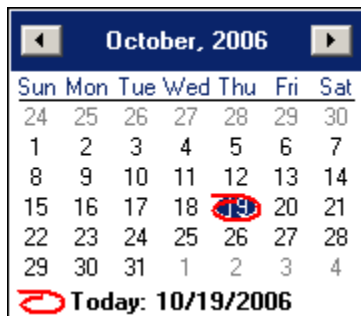 October, 2006
Sun Mon Tue Wed Thu Fri Sat
24 25 26 27 28 29 30
1 2 3 4 5 6 7
8 9 10 11 12 13 14
15 16 17 18 19 20 21
22 23 24 25 26 27 28
29 30 31 1 2 3 4
Today: 10/19/2006